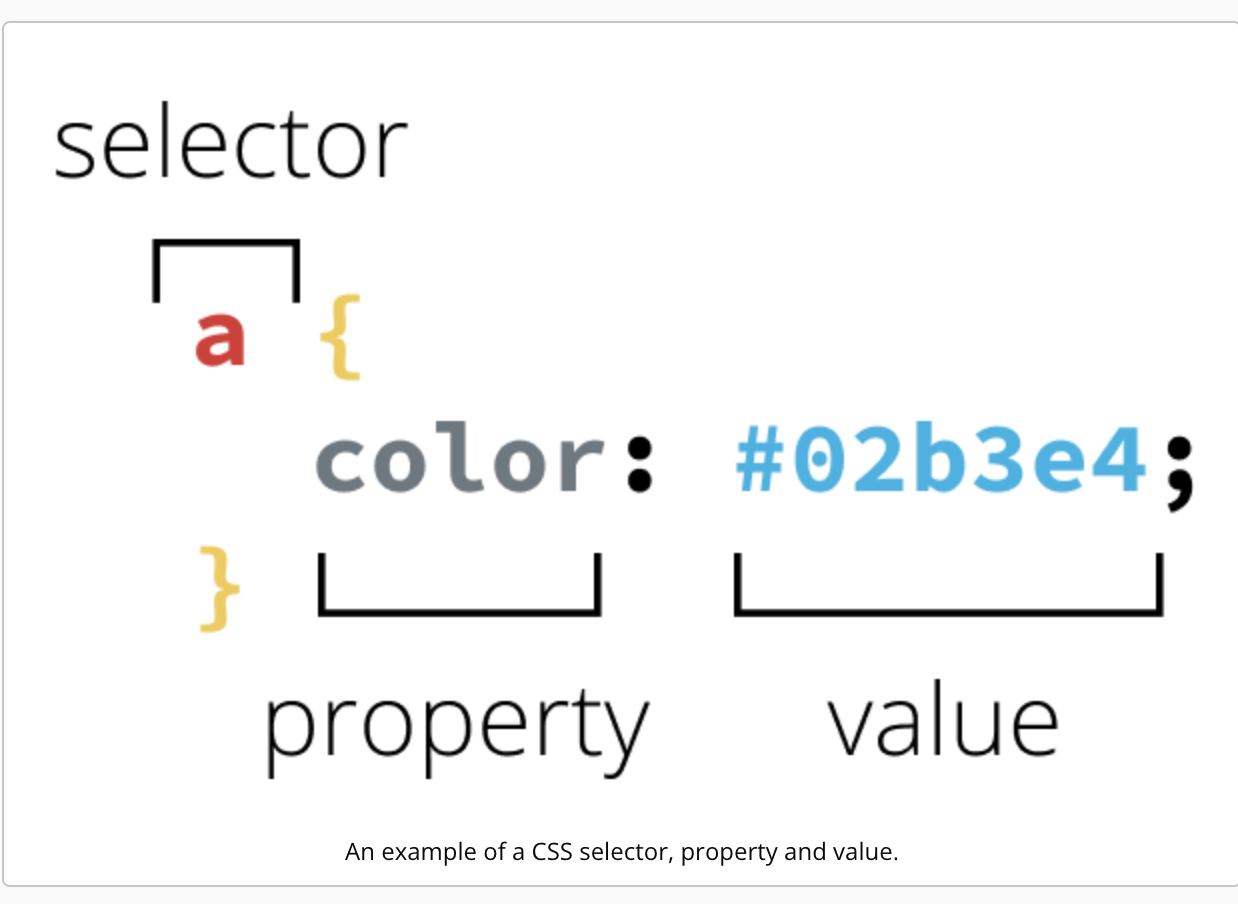 selector
a {
color: #02b3e4;
}
property value
An example of a CSS selector, property and value.